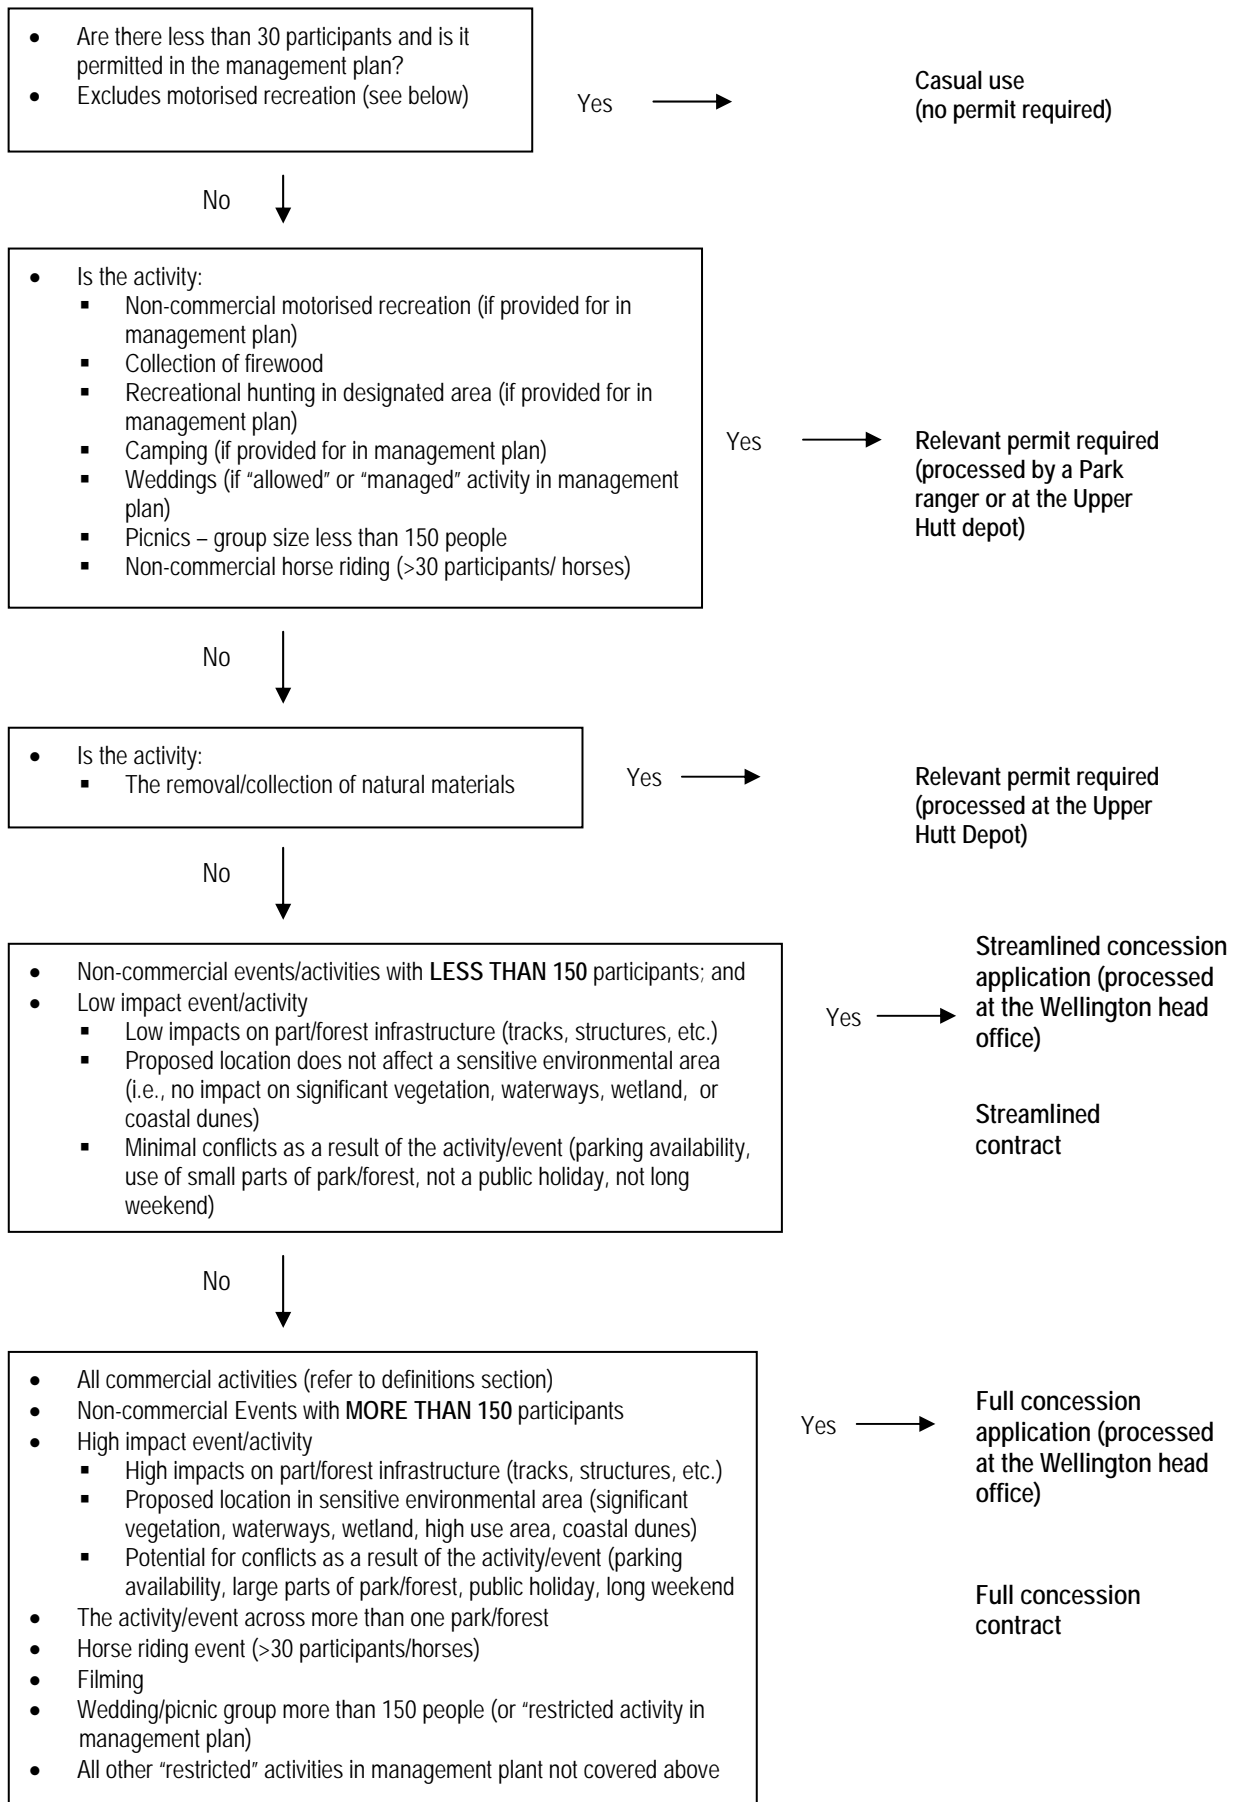 • Are there less than 30 participants and is it
permitted in the management plan?
• Excludes motorised recreation (see below)
Yes
Casual use
(no permit required)
No
• Is the activity:
▪ Non-commercial motorised recreation (if provided for in
management plan)
▪ Collection of firewood
▪ Recreational hunting in designated area (if provided for in
management plan)
▪ Camping (if provided for in management plan)
▪ Weddings (if “allowed” or “managed” activity in management
plan)
▪ Picnics – group size less than 150 people
▪ Non-commercial horse riding (>30 participants/ horses)
Yes
Relevant permit required
(processed by a Park
ranger or at the Upper
Hutt depot)
No
• Is the activity:
▪ The removal/collection of natural materials
Yes
Relevant permit required
(processed at the Upper
Hutt Depot)
No
• Non-commercial events/activities with LESS THAN 150 participants; and
• Low impact event/activity
▪ Low impacts on part/forest infrastructure (tracks, structures, etc.)
▪ Proposed location does not affect a sensitive environmental area
(i.e., no impact on significant vegetation, waterways, wetland, or
coastal dunes)
▪ Minimal conflicts as a result of the activity/event (parking availability,
use of small parts of park/forest, not a public holiday, not long
weekend)
Yes
Streamlined concession
application (processed
at the Wellington head
office)
Streamlined
contract
No
• All commercial activities (refer to definitions section)
• Non-commercial Events with MORE THAN 150 participants
• High impact event/activity
▪ High impacts on part/forest infrastructure (tracks, structures, etc.)
▪ Proposed location in sensitive environmental area (significant
vegetation, waterways, wetland, high use area, coastal dunes)
▪ Potential for conflicts as a result of the activity/event (parking
availability, large parts of park/forest, public holiday, long weekend
• The activity/event across more than one park/forest
• Horse riding event (>30 participants/horses)
• Filming
• Wedding/picnic group more than 150 people (or “restricted activity in
management plan)
• All other “restricted” activities in management plant not covered above
Yes
Full concession
application (processed
at the Wellington head
office)
Full concession
contract